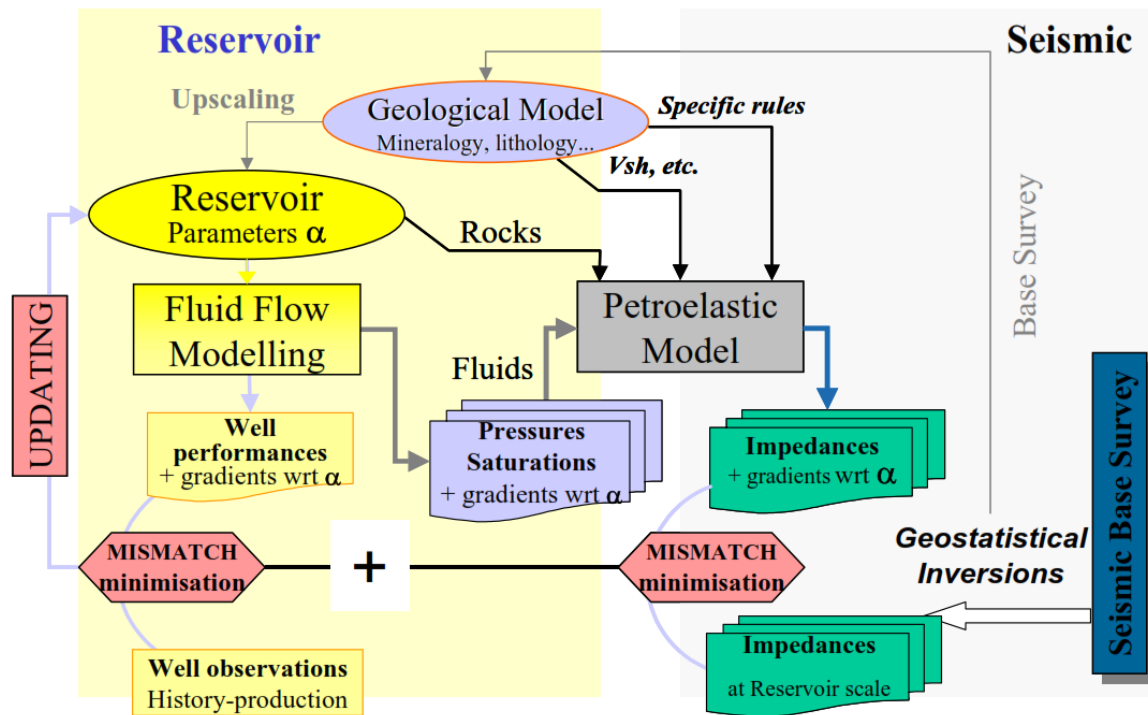 Reservoir
Seismic
Upscaling
Geological Model
Mineralogy, lithology...
Specific rules
Vsh, etc.
Reservoir
Parameters α
Rocks
Base Survey
UPDATING
Fluid Flow
Modelling
Petroelastic
Model
Fluids
Well
performances
+ gradients wrt α
Pressures
Saturations
+ gradients wrt α
Impedances
+ gradients wrt α
Seismic Base Survey
MISMATCH
minimisation
+
MISMATCH
minimisation
Geostatistical
Inversions
Well observations
History-production
Impedances
at Reservoir scale